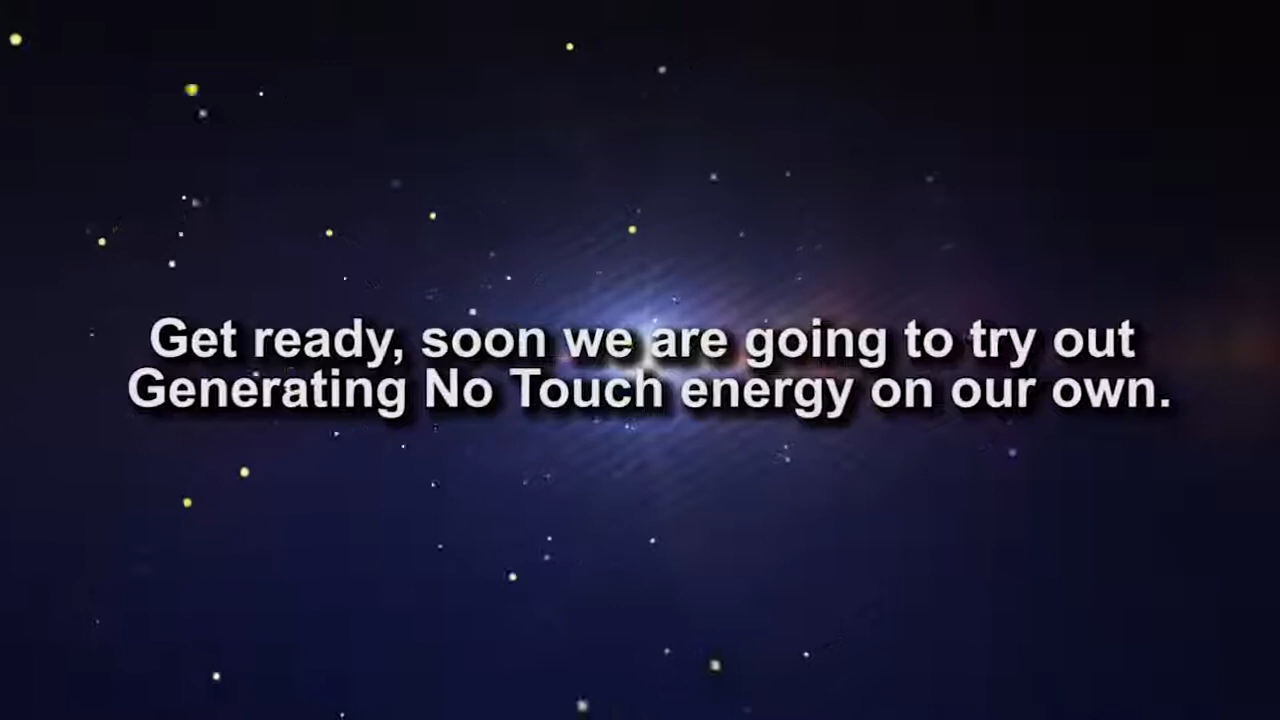 Get ready, soon we are going to try out
Generating No Touch energy on our own.